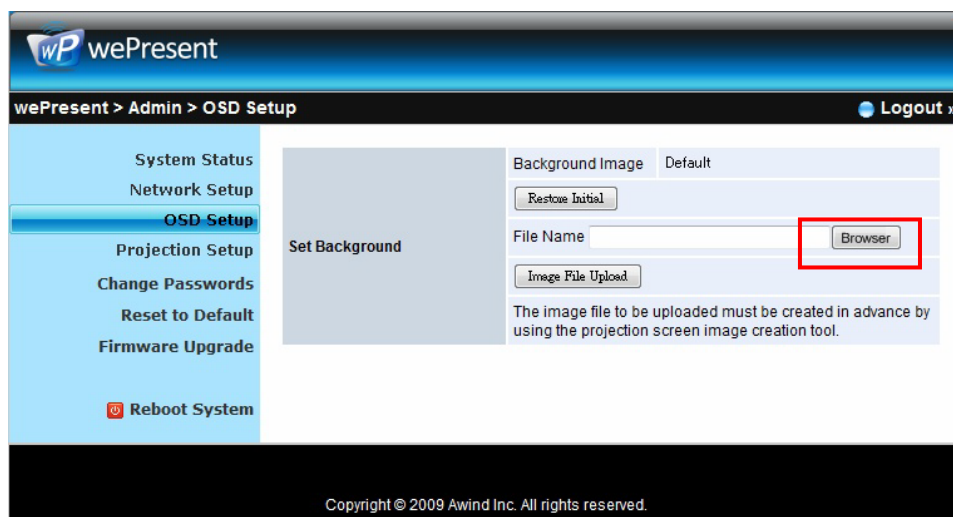 wP wePresent
wePresent > Admin > OSD Setup
Logout »
System Status
Network Setup
OSD Setup
Projection Setup
Change Passwords
Reset to Default
Firmware Upgrade
Reboot System
Set Background
Background Image Default
Restore Initial
File Name
Browser
Image File Upload
The image file to be uploaded must be created in advance by
using the projection screen image creation tool.
Copyright © 2009 Awind Inc. All rights reserved.